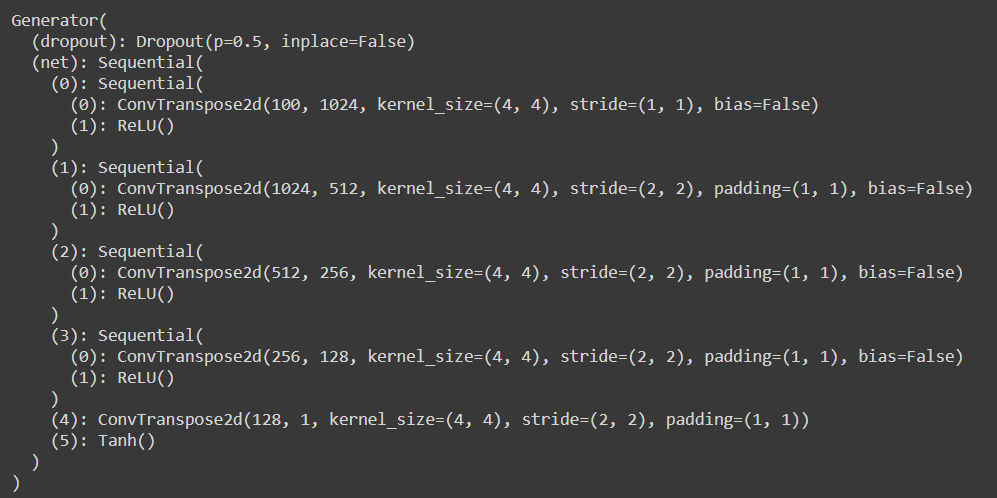 Generator(
  (dropout): Dropout(p=0.5, inplace=False)
  (net): Sequential(
    (0): Sequential(
      (0): ConvTranspose2d(100, 1024, kernel_size=(4, 4), stride=(1, 1), bias=False)
      (1): ReLU()
    )
    (1): Sequential(
      (0): ConvTranspose2d(1024, 512, kernel_size=(4, 4), stride=(2, 2), padding=(1, 1), bias=False)
      (1): ReLU()
    )
    (2): Sequential(
      (0): ConvTranspose2d(512, 256, kernel_size=(4, 4), stride=(2, 2), padding=(1, 1), bias=False)
      (1): ReLU()
    )
    (3): Sequential(
      (0): ConvTranspose2d(256, 128, kernel_size=(4, 4), stride=(2, 2), padding=(1, 1), bias=False)
      (1): ReLU()
    )
    (4): ConvTranspose2d(128, 1, kernel_size=(4, 4), stride=(2, 2), padding=(1, 1))
    (5): Tanh()
  )
)